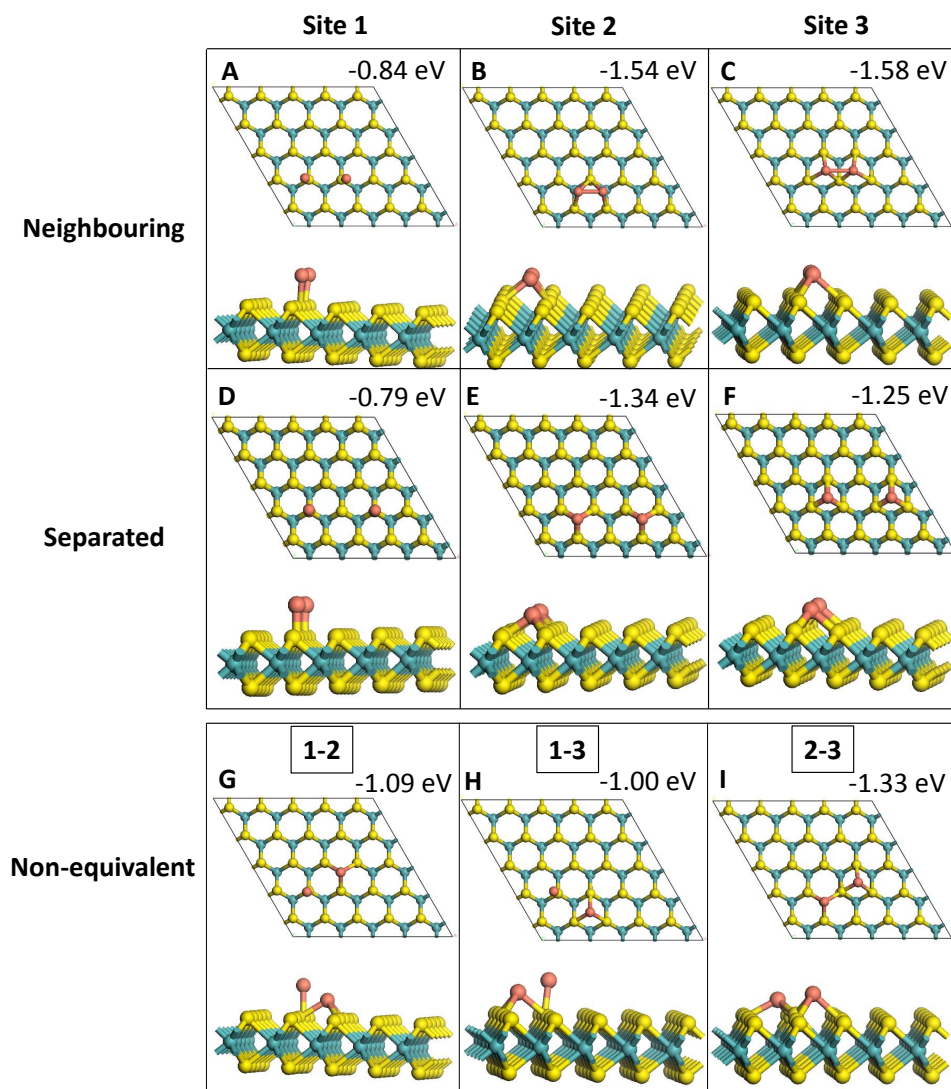 Site 1 Site 2 Site 3
A -0.84 eV B -1.54 eV C -1.58 eV
Neighbouring
D -0.79 eV E -1.34 eV F -1.25 eV
Separated
1-2 1-3 2-3
G -1.09 eV H -1.00 eV I -1.33 eV
Non-equivalent